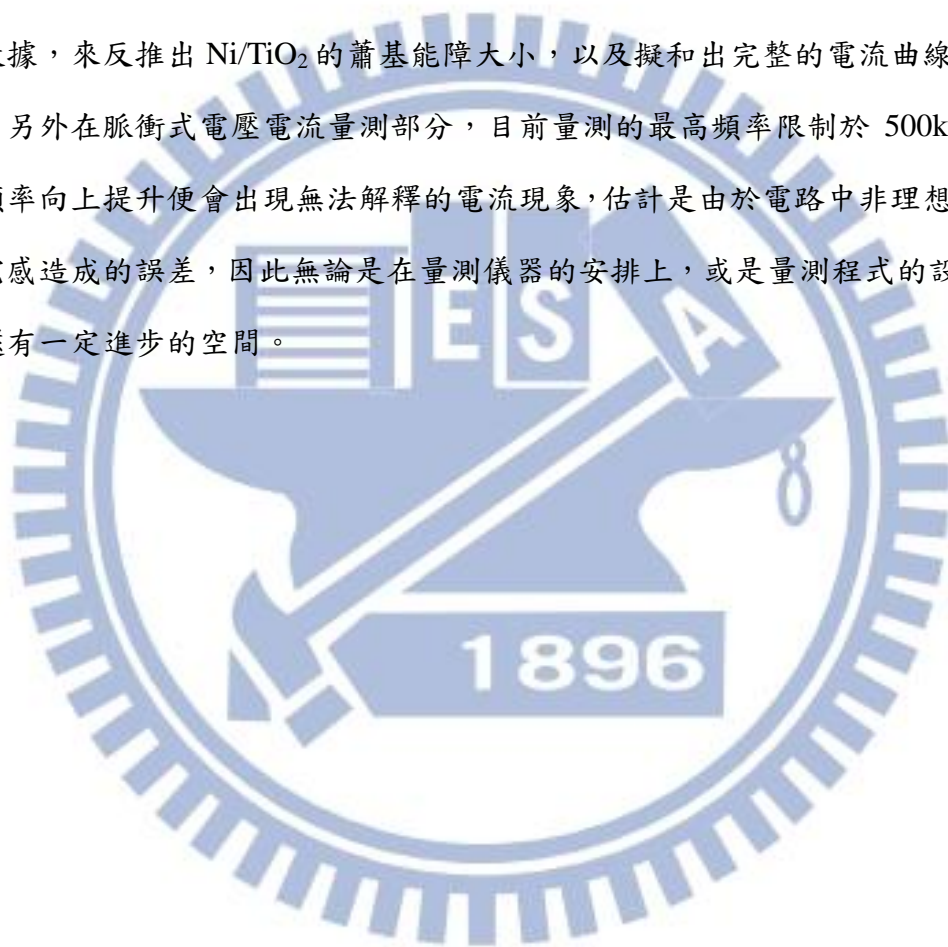 據，來反推出 Ni/TiO₂ 的蕭基能障大小，以及擬和出完整的電流曲線
另外在脈衝式電壓電流量測部分，目前量測的最高頻率限制於 500k
率向上提升便會出現無法解釋的電流現象，估計是由於電路中非理想
感造成的誤差，因此無論是在量測儀器的安排上，或是量測程式的設
有一定進步的空間。
E S A
1896